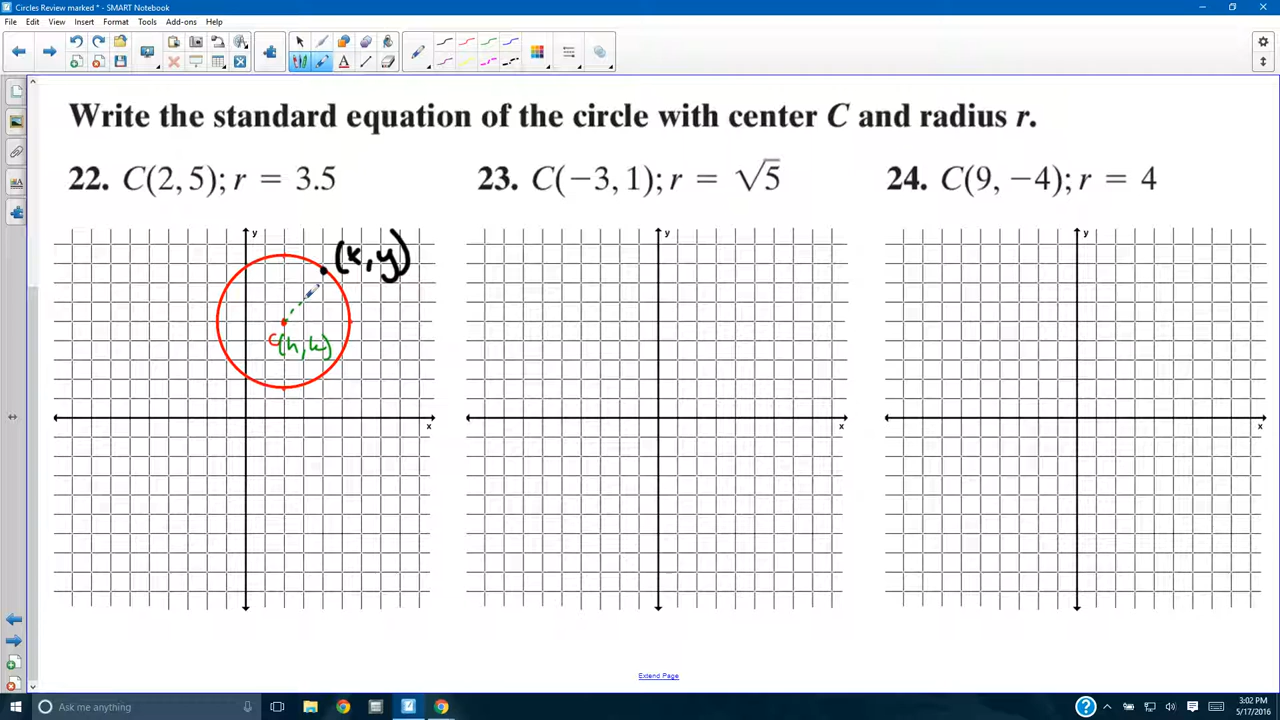 Circles Review marked * - SMART Notebook
File Edit View Insert Format Tools Add-ons Help
Write the standard equation of the circle with center C and radius r.
22. C(2, 5); r = 3.5 23. C(−3, 1); r = √5 24. C(9, −4); r = 4
y y y
(x, y)
C(h, k)
x x x
Extend Page
Ask me anything
3:02 PM
5/17/2016